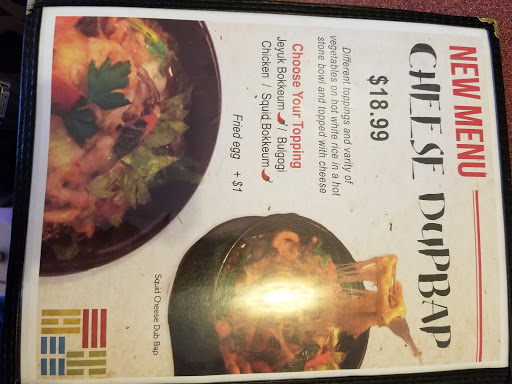 NEW MENU
CHEESE DUPBAP
$18.99
Different toppings and varity of
vegetables on hot white rice in a hot
stone bowl and topped with cheese
Choose Your Topping
Jeyuk Bokkeum / Bulgogi
Chicken / Squid Bokkeum
Fried egg + $1
Squid Cheese Dub Bap